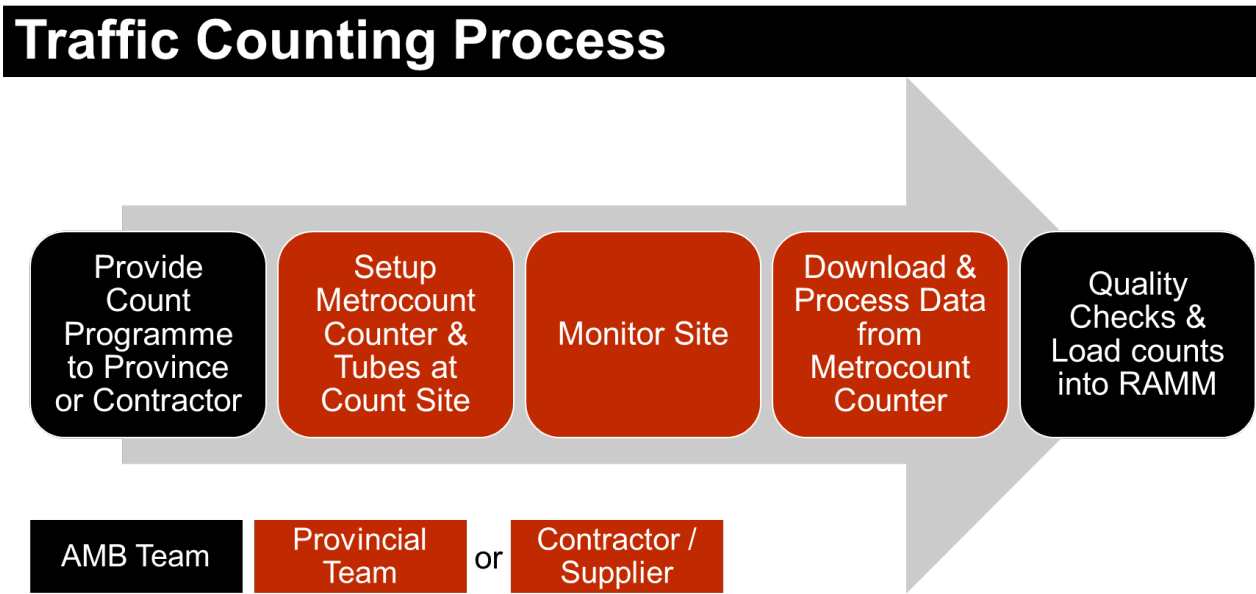 Traffic Counting Process
Provide
Count
Programme
to Province
or Contractor
Setup
Metrocount
Counter &
Tubes at
Count Site
Monitor Site
Download &
Process Data
from
Metrocount
Counter
Quality
Checks &
Load counts
into RAMM
AMB Team
Provincial
Team
or
Contractor /
Supplier